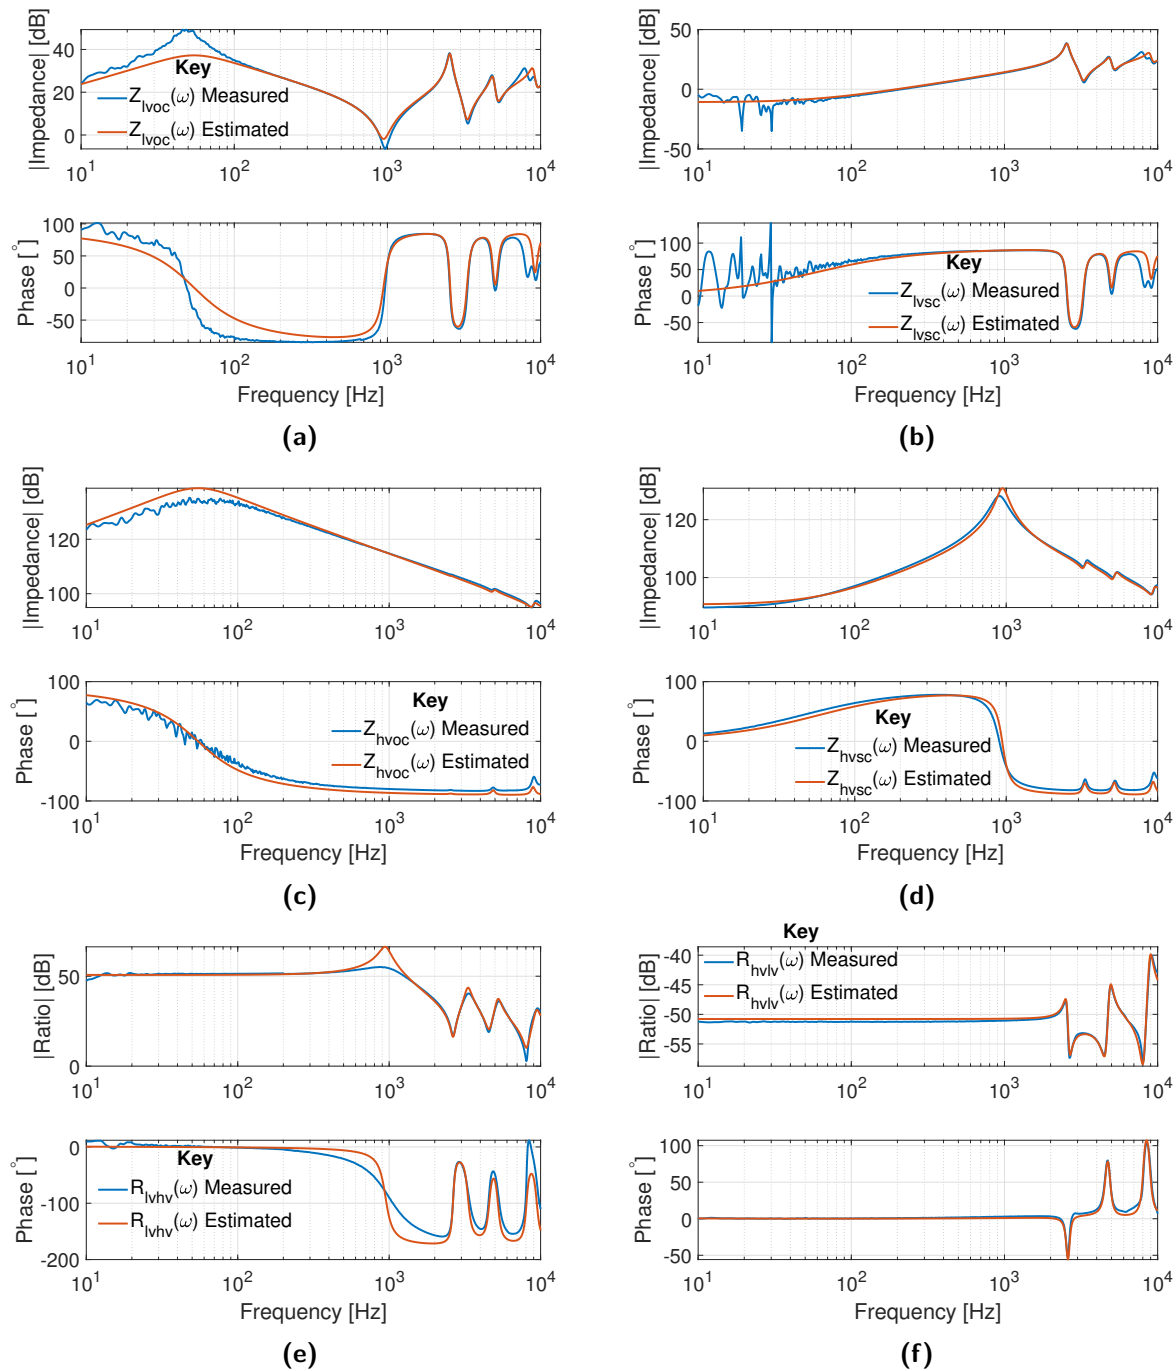 |Impedance| [dB]
40
20
0
Key
Z_lvoc(ω) Measured
Z_lvoc(ω) Estimated
10^1 10^2 10^3 10^4
Phase [°]
100
50
0
-50
10^1 10^2 10^3 10^4
Frequency [Hz]
(a)
|Impedance| [dB]
50
0
50
10^1 10^2 10^3 10^4
Phase [°]
100
50
0
-50
Key
Z_lvsc(ω) Measured
Z_lvsc(ω) Estimated
10^1 10^2 10^3 10^4
Frequency [Hz]
(b)
|Impedance| [dB]
120
100
10^1 10^2 10^3 10^4
Phase [°]
100
0
-100
Key
Z_hvoc(ω) Measured
Z_hvoc(ω) Estimated
10^1 10^2 10^3 10^4
Frequency [Hz]
(c)
|Impedance| [dB]
120
100
10^1 10^2 10^3 10^4
Phase [°]
100
0
-100
Key
Z_hvsc(ω) Measured
Z_hvsc(ω) Estimated
10^1 10^2 10^3 10^4
Frequency [Hz]
(d)
|Ratio| [dB]
50
0
10^1 10^2 10^3 10^4
Phase [°]
0
-100
-200
Key
R_lvhv(ω) Measured
R_lvhv(ω) Estimated
10^1 10^2 10^3 10^4
Frequency [Hz]
(e)
Key
R_hvlv(ω) Measured
R_hvlv(ω) Estimated
|Ratio| [dB]
-40
-45
-50
-55
10^1 10^2 10^3 10^4
Phase [°]
100
50
0
-50
10^1 10^2 10^3 10^4
Frequency [Hz]
(f)